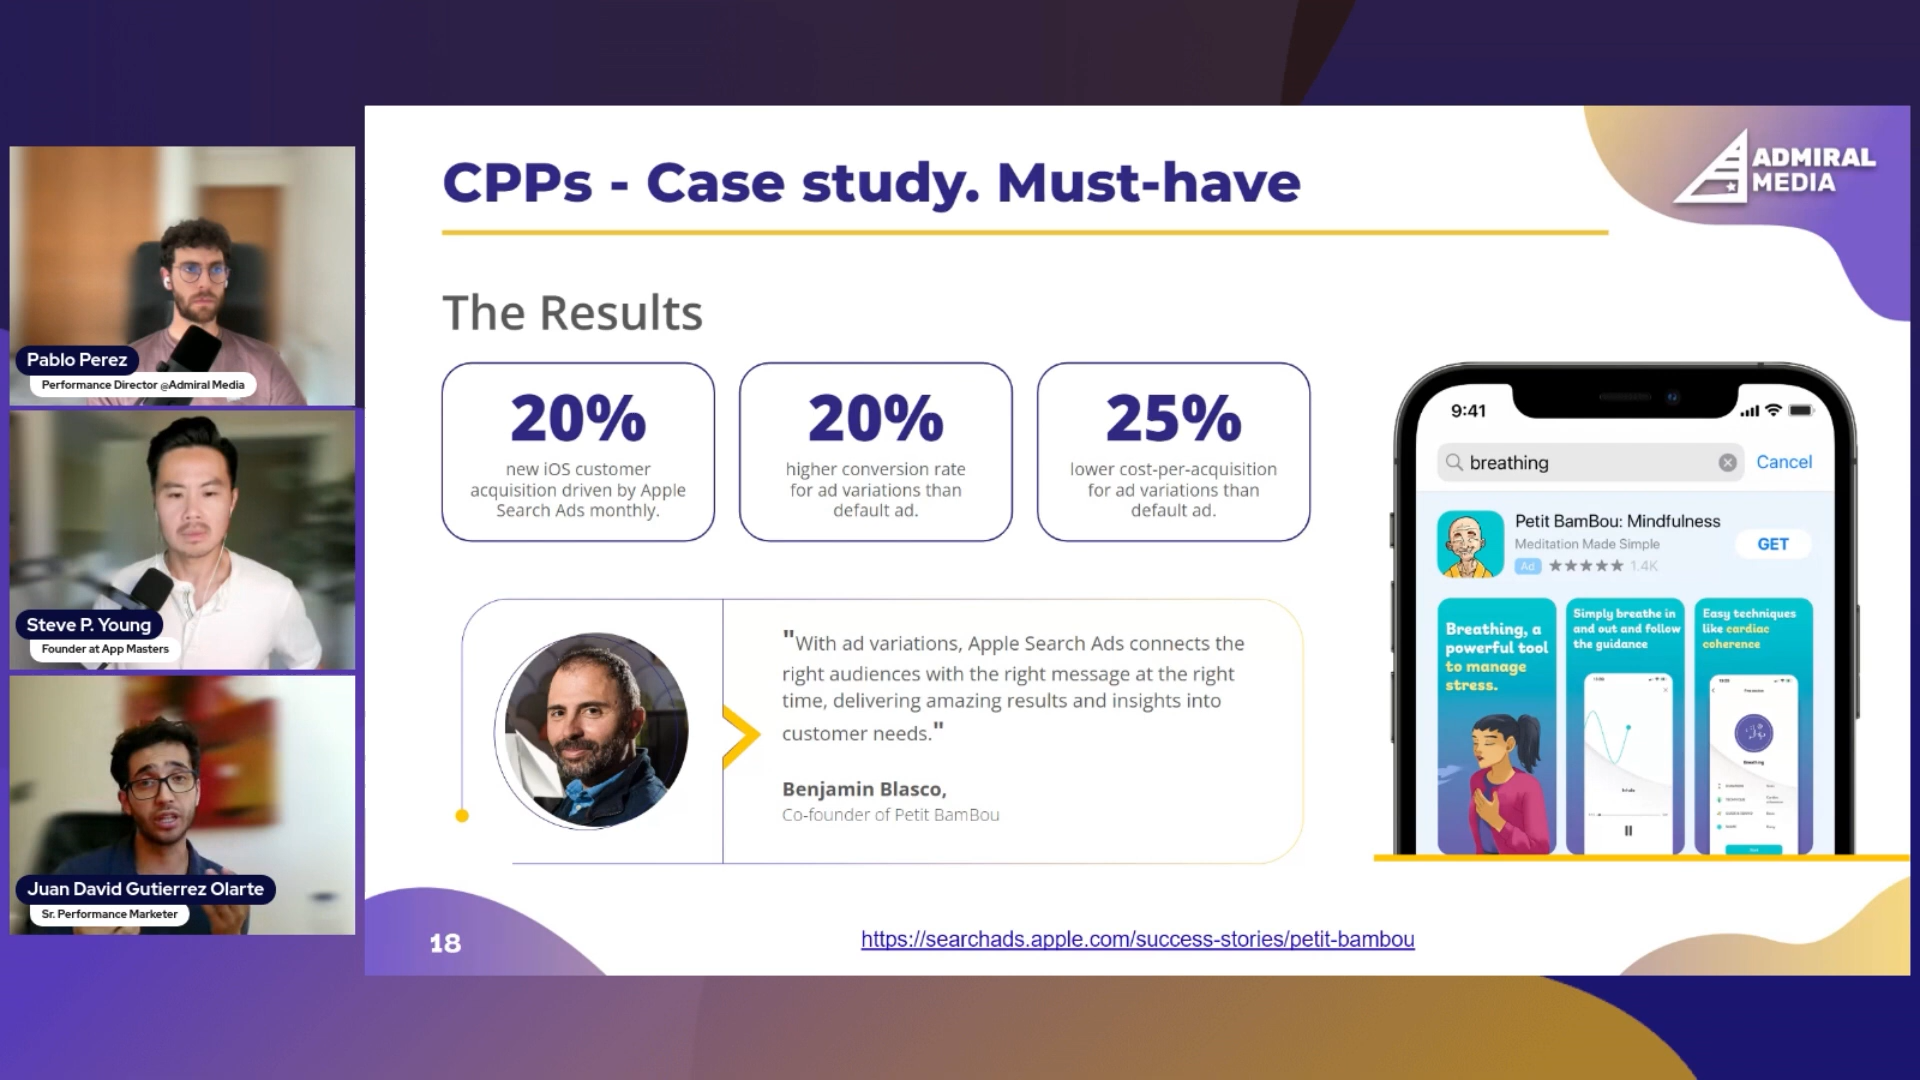 CPPs - Case study. Must-have
ADMIRAL
MEDIA
The Results
20%
new iOS customer
acquisition driven by Apple
Search Ads monthly.
20%
higher conversion rate
for ad variations than
default ad.
25%
lower cost-per-acquisition
for ad variations than
default ad.
"With ad variations, Apple Search Ads connects the
right audiences with the right message at the right
time, delivering amazing results and insights into
customer needs."
Benjamin Blasco,
Co-founder of Petit BamBou
9:41
breathing
Cancel
Petit BamBou: Mindfulness
Meditation Made Simple
Ad ★★★★★ 1.4K
GET
Breathing, a
powerful tool
to manage
stress.
Simply breathe in
and out and follow
the guidance
Easy techniques
like cardiac
coherence
Breathing
18
https://searchads.apple.com/success-stories/petit-bambou
Pablo Perez
Performance Director @Admiral Media
Steve P. Young
Founder at App Masters
Juan David Gutierrez Olarte
Sr. Performance Marketer